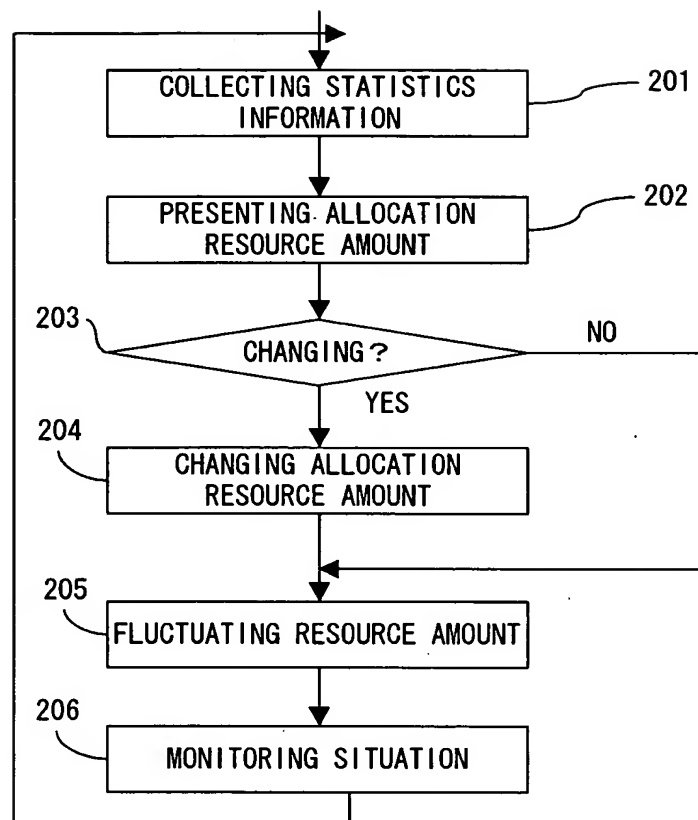 COLLECTING STATISTICS
INFORMATION
201
PRESENTING ALLOCATION
RESOURCE AMOUNT
202
203
CHANGING?
NO
YES
204
CHANGING ALLOCATION
RESOURCE AMOUNT
205
FLUCTUATING RESOURCE AMOUNT
206
MONITORING SITUATION